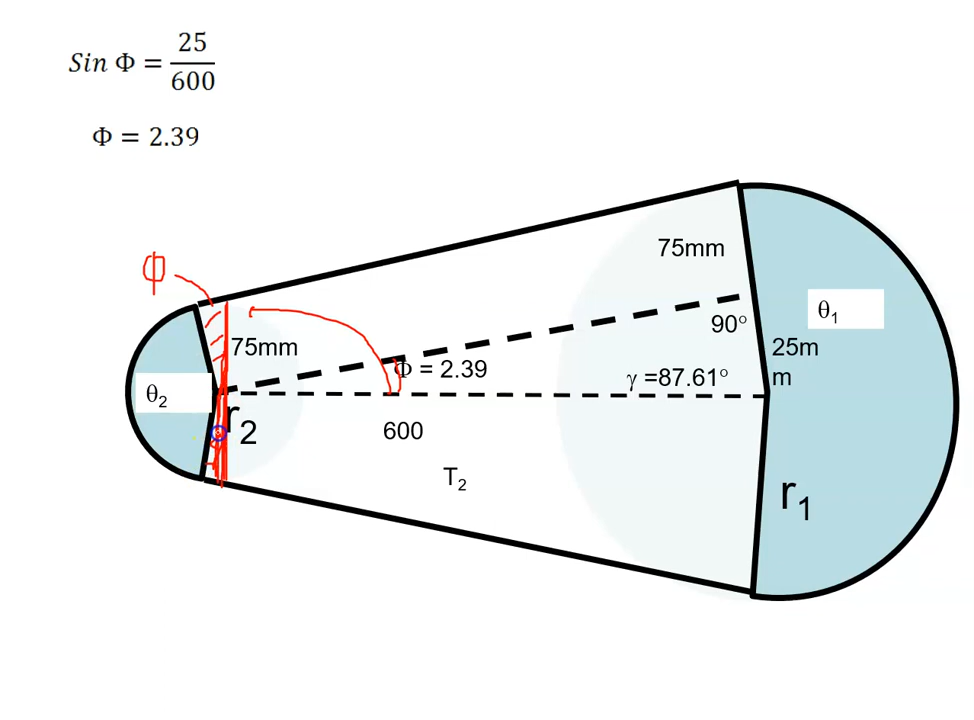 Sin Φ = 25/600
Φ = 2.39
Φ
75mm
θ1
90°
75mm
25m
m
Φ = 2.39
γ =87.61°
θ2
r2
600
T2
r1